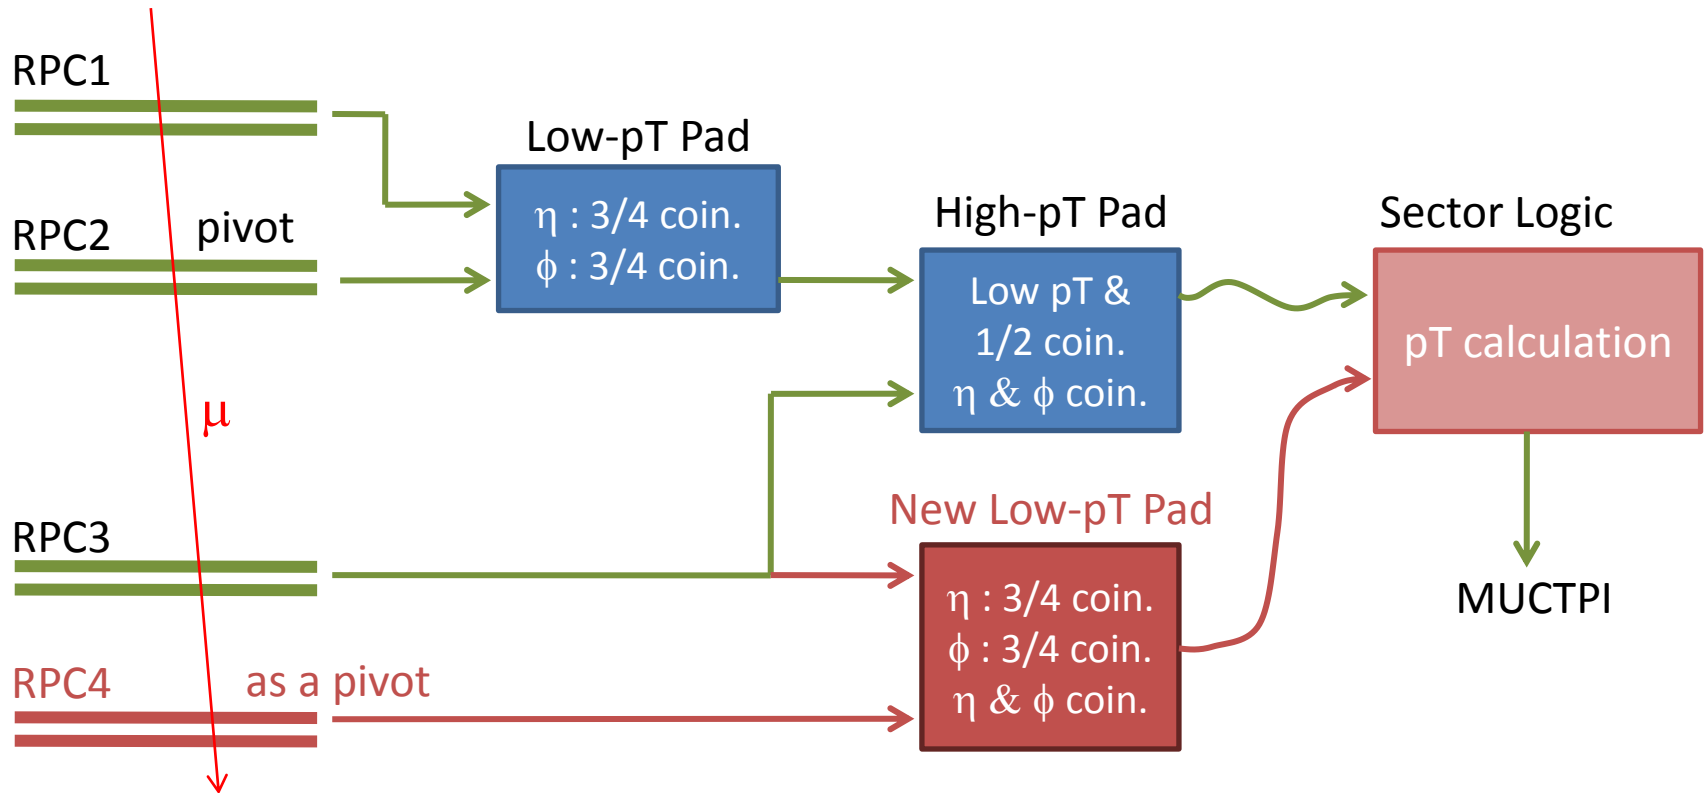 RPC1
Low-pT Pad
η : 3/4 coin.
ϕ : 3/4 coin.
RPC2
pivot
High-pT Pad
Low pT &
1/2 coin.
η & ϕ coin.
Sector Logic
pT calculation
μ
RPC3
New Low-pT Pad
η : 3/4 coin.
ϕ : 3/4 coin.
η & ϕ coin.
MUCTPI
RPC4
as a pivot